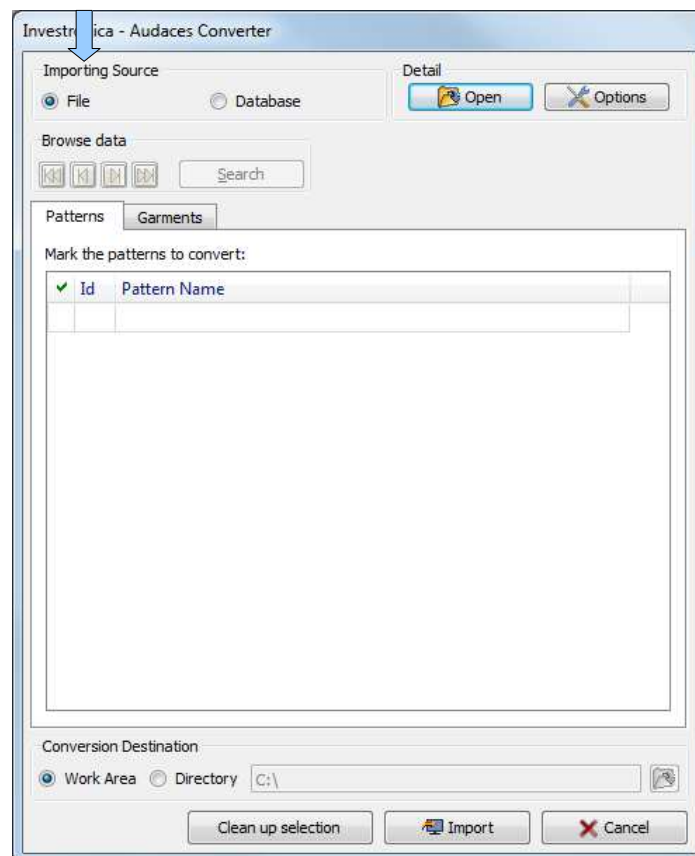 Investr ica - Audaces Converter
Importing Source
Detail
File
Database
Open
Options
Browse data
Search
Patterns
Garments
Mark the patterns to convert:
Id
Pattern Name
Conversion Destination
Work Area
Directory
C:\
Clean up selection
Import
Cancel